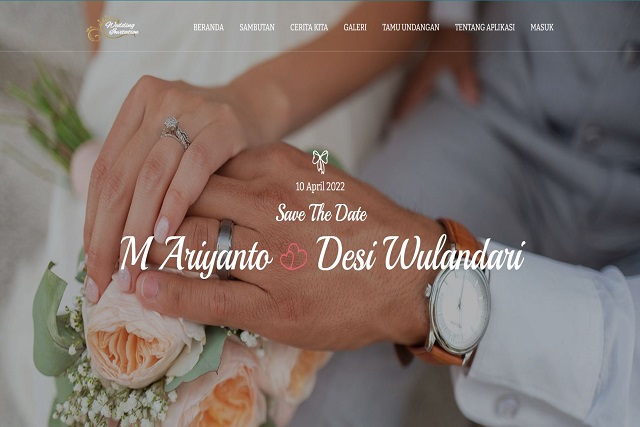 Wedding
Invitation
BERANDA SAMBUTAN CERITA KITA GALERI TAMU UNDANGAN TENTANG APLIKASI MASUK
10 April 2022
Save The Date
M Ariyanto Desi Wulandari